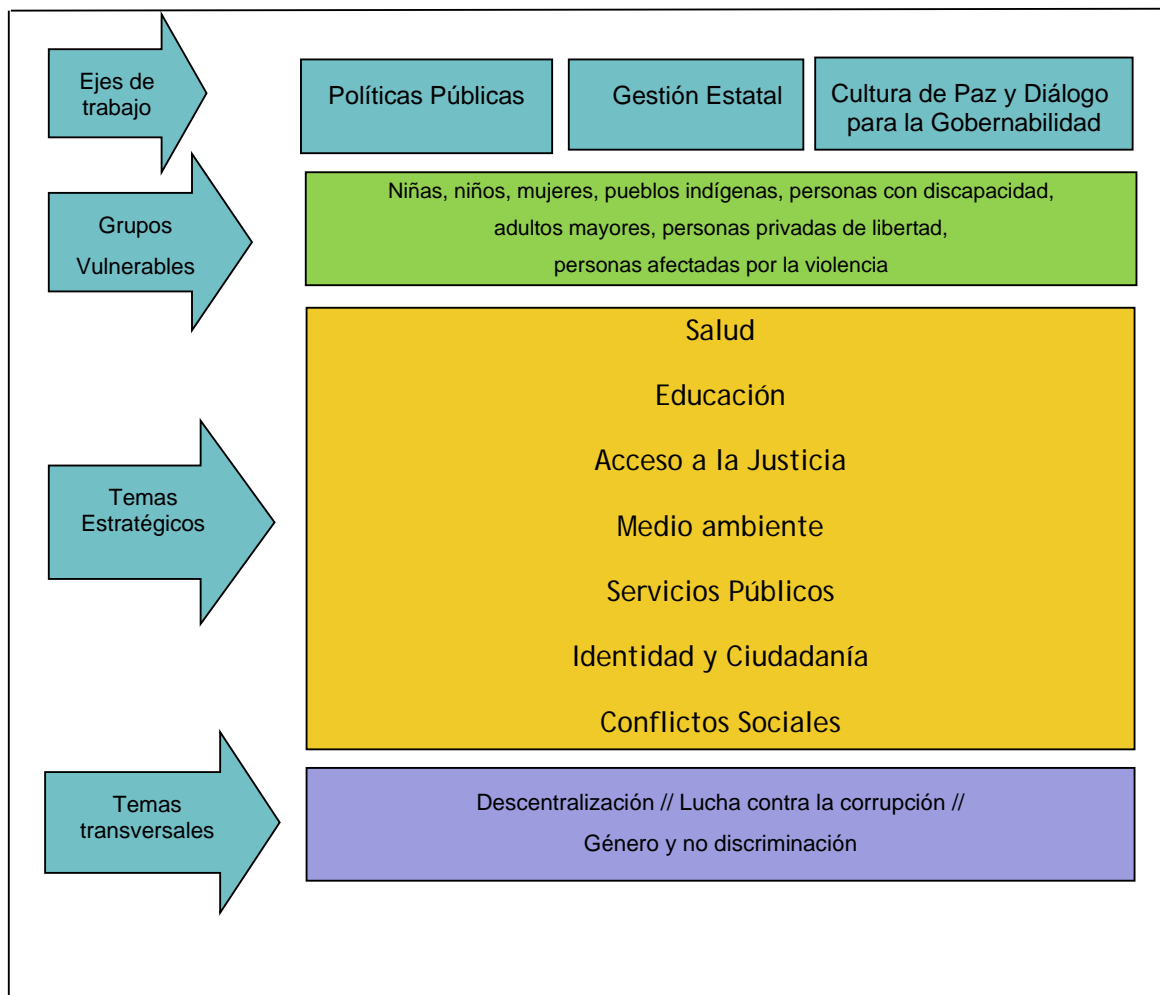 Ejes de
trabajo
Políticas Públicas
Gestión Estatal
Cultura de Paz y Diálogo
para la Gobernabilidad
Grupos
Vulnerables
Niñas, niños, mujeres, pueblos indígenas, personas con discapacidad,
adultos mayores, personas privadas de libertad,
personas afectadas por la violencia
Temas
Estratégicos
Salud
Educación
Acceso a la Justicia
Medio ambiente
Servicios Públicos
Identidad y Ciudadanía
Conflictos Sociales
Temas
transversales
Descentralización // Lucha contra la corrupción //
Género y no discriminación